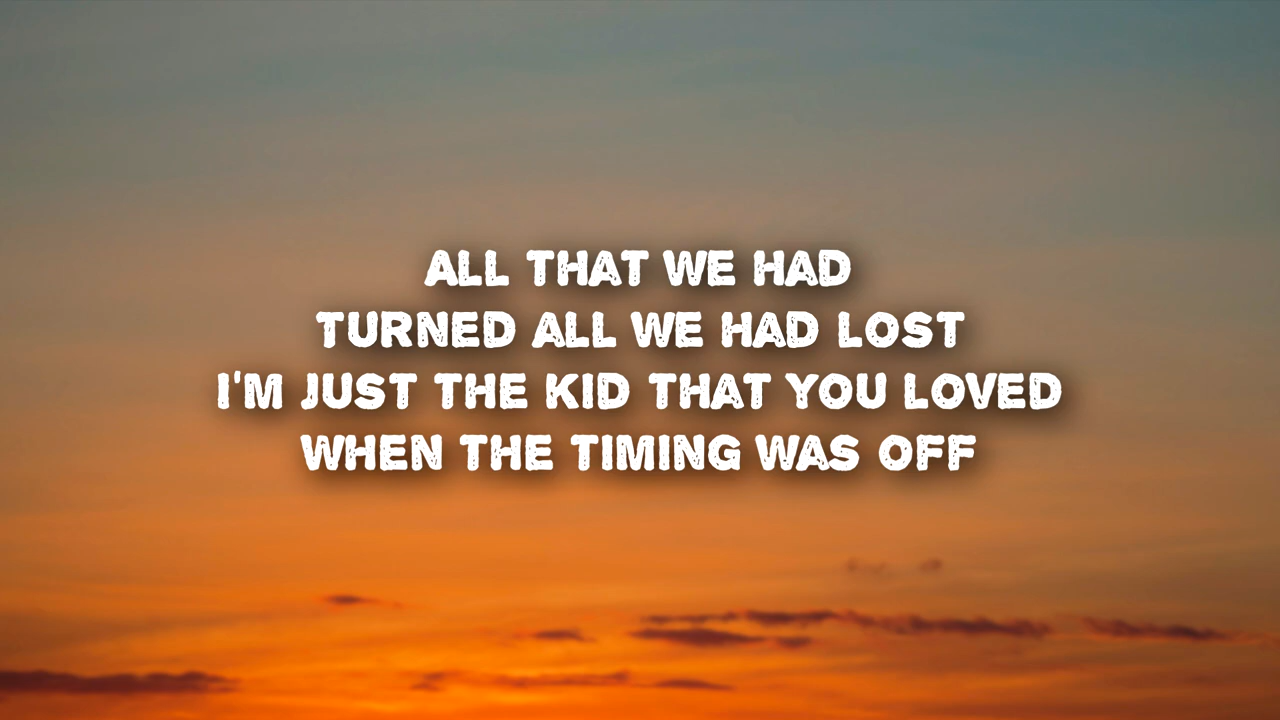 ALL THAT WE HAD
TURNED ALL WE HAD LOST
I'M JUST THE KID THAT YOU LOVED
WHEN THE TIMING WAS OFF